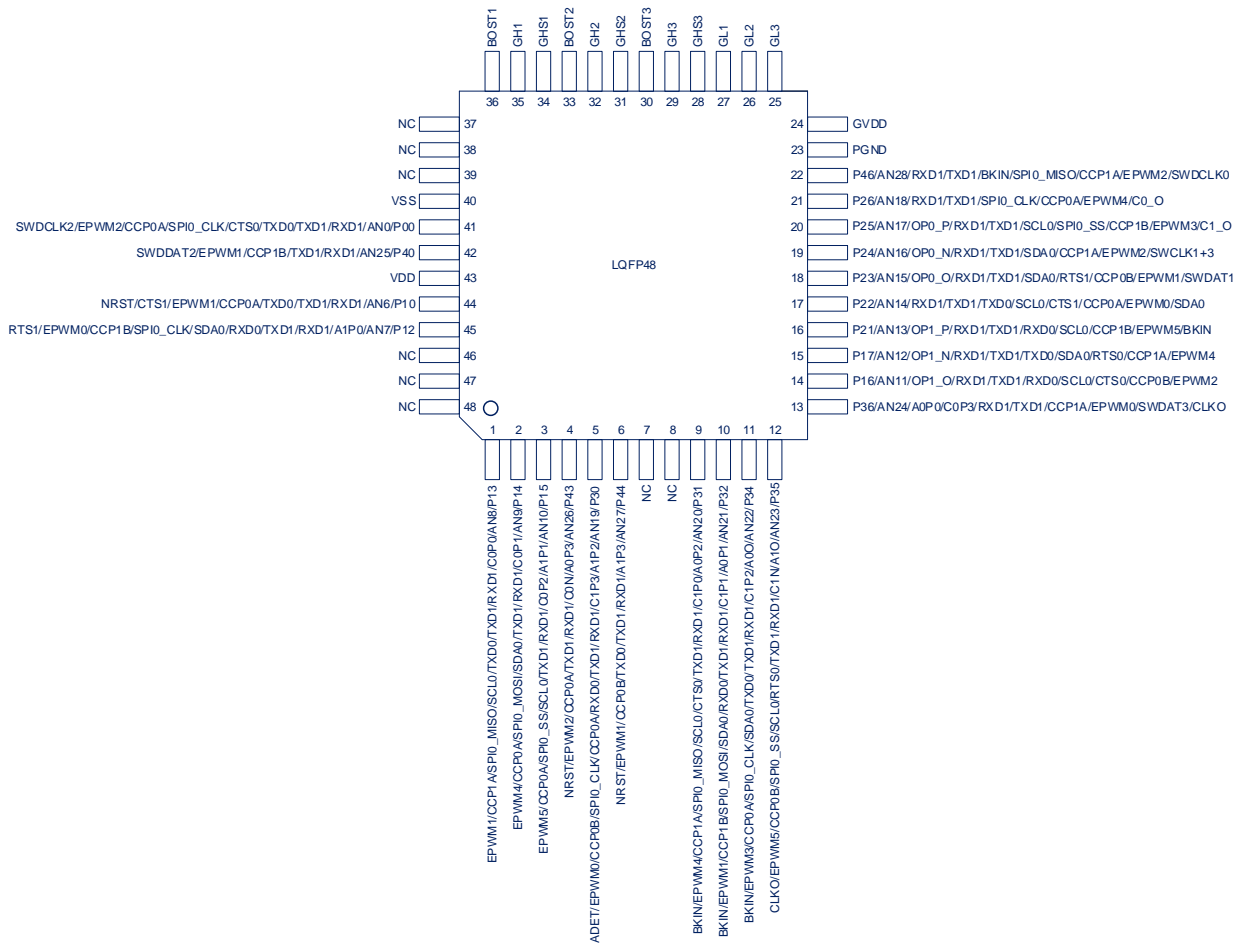 BOST1
GH1
GHS1
BOST2
GH2
GHS2
BOST3
GH3
GHS3
GL1
GL2
GL3
36 35 34 33 32 31 30 29 28 27 26 25
NC 37
NC 38
NC 39
VSS 40
SWDCLK2/EPWM2/CCP0A/SPI0_CLK/CTS0/TXD0/TXD1/RXD1/AN0/P00 41
SWDDAT2/EPWM1/CCP1B/TXD1/RXD1/AN25/P40 42
VDD 43
NRST/CTS1/EPWM1/CCP0A/TXD0/TXD1/RXD1/AN6/P10 44
RTS1/EPWM0/CCP1B/SPI0_CLK/SDA0/RXD0/TXD1/RXD1/A1P0/AN7/P12 45
NC 46
NC 47
NC 48
LQFP48
24 GVDD
23 PGND
22 P46/AN28/RXD1/TXD1/BKIN/SPI0_MISO/CCP1A/EPWM2/SWDCLK0
21 P26/AN18/RXD1/TXD1/SPI0_CLK/CCP0A/EPWM4/C0_O
20 P25/AN17/OP0_P/RXD1/TXD1/SCL0/SPI0_SS/CCP1B/EPWM3/C1_O
19 P24/AN16/OP0_N/RXD1/TXD1/SDA0/CCP1A/EPWM2/SWCLK1+3
18 P23/AN15/OP0_O/RXD1/TXD1/SDA0/RTS1/CCP0B/EPWM1/SWDAT1
17 P22/AN14/RXD1/TXD1/TXD0/SCL0/CTS1/CCP0A/EPWM0/SDA0
16 P21/AN13/OP1_P/RXD1/TXD1/RXD0/SCL0/CCP1B/EPWM5/BKIN
15 P17/AN12/OP1_N/RXD1/TXD1/TXD0/SDA0/RTS0/CCP1A/EPWM4
14 P16/AN11/OP1_O/RXD1/TXD1/RXD0/SCL0/CTS0/CCP0B/EPWM2
13 P36/AN24/A0P0/C0P3/RXD1/TXD1/CCP1A/EPWM0/SWDAT3/CLKO
1 2 3 4 5 6 7 8 9 10 11 12
EPWM1/CCP1A/SPI0_MISO/SCL0/TXD0/TXD1/RXD1/C0P0/AN8/P13
EPWM4/CCP0A/SPI0_MOSI/SDA0/TXD1/RXD1/C0P1/AN9/P14
EPWM5/CCP0A/SPI0_SS/SCL0/TXD1/RXD1/C0P2/A1P1/AN10/P15
NRST/EPWM2/CCP0A/TXD1/RXD1/C0N/A0P3/AN26/P43
ADET/EPWM0/CCP0B/SPI0_CLK/CCP0A/RXD0/TXD1/RXD1/C1P3/A1P2/AN19/P30
NRST/EPWM1/CCP0B/TXD0/TXD1/RXD1/A1P3/AN27/P44
NC
NC
BKIN/EPWM4/CCP1A/SPI0_MISO/SCL0/CTS0/TXD1/RXD1/C1P0/A0P2/AN20/P31
BKIN/EPWM1/CCP1B/SPI0_MOSI/SDA0/RXD0/TXD1/RXD1/C1P1/A0P1/AN21/P32
BKIN/EPWM3/CCP0A/SPI0_CLK/SDA0/TXD0/TXD1/RXD1/C1P2/A0O/AN22/P34
CLKO/EPWM5/CCP0B/SPI0_SS/SCL0/RTS0/TXD1/RXD1/C1N/A1O/AN23/P35